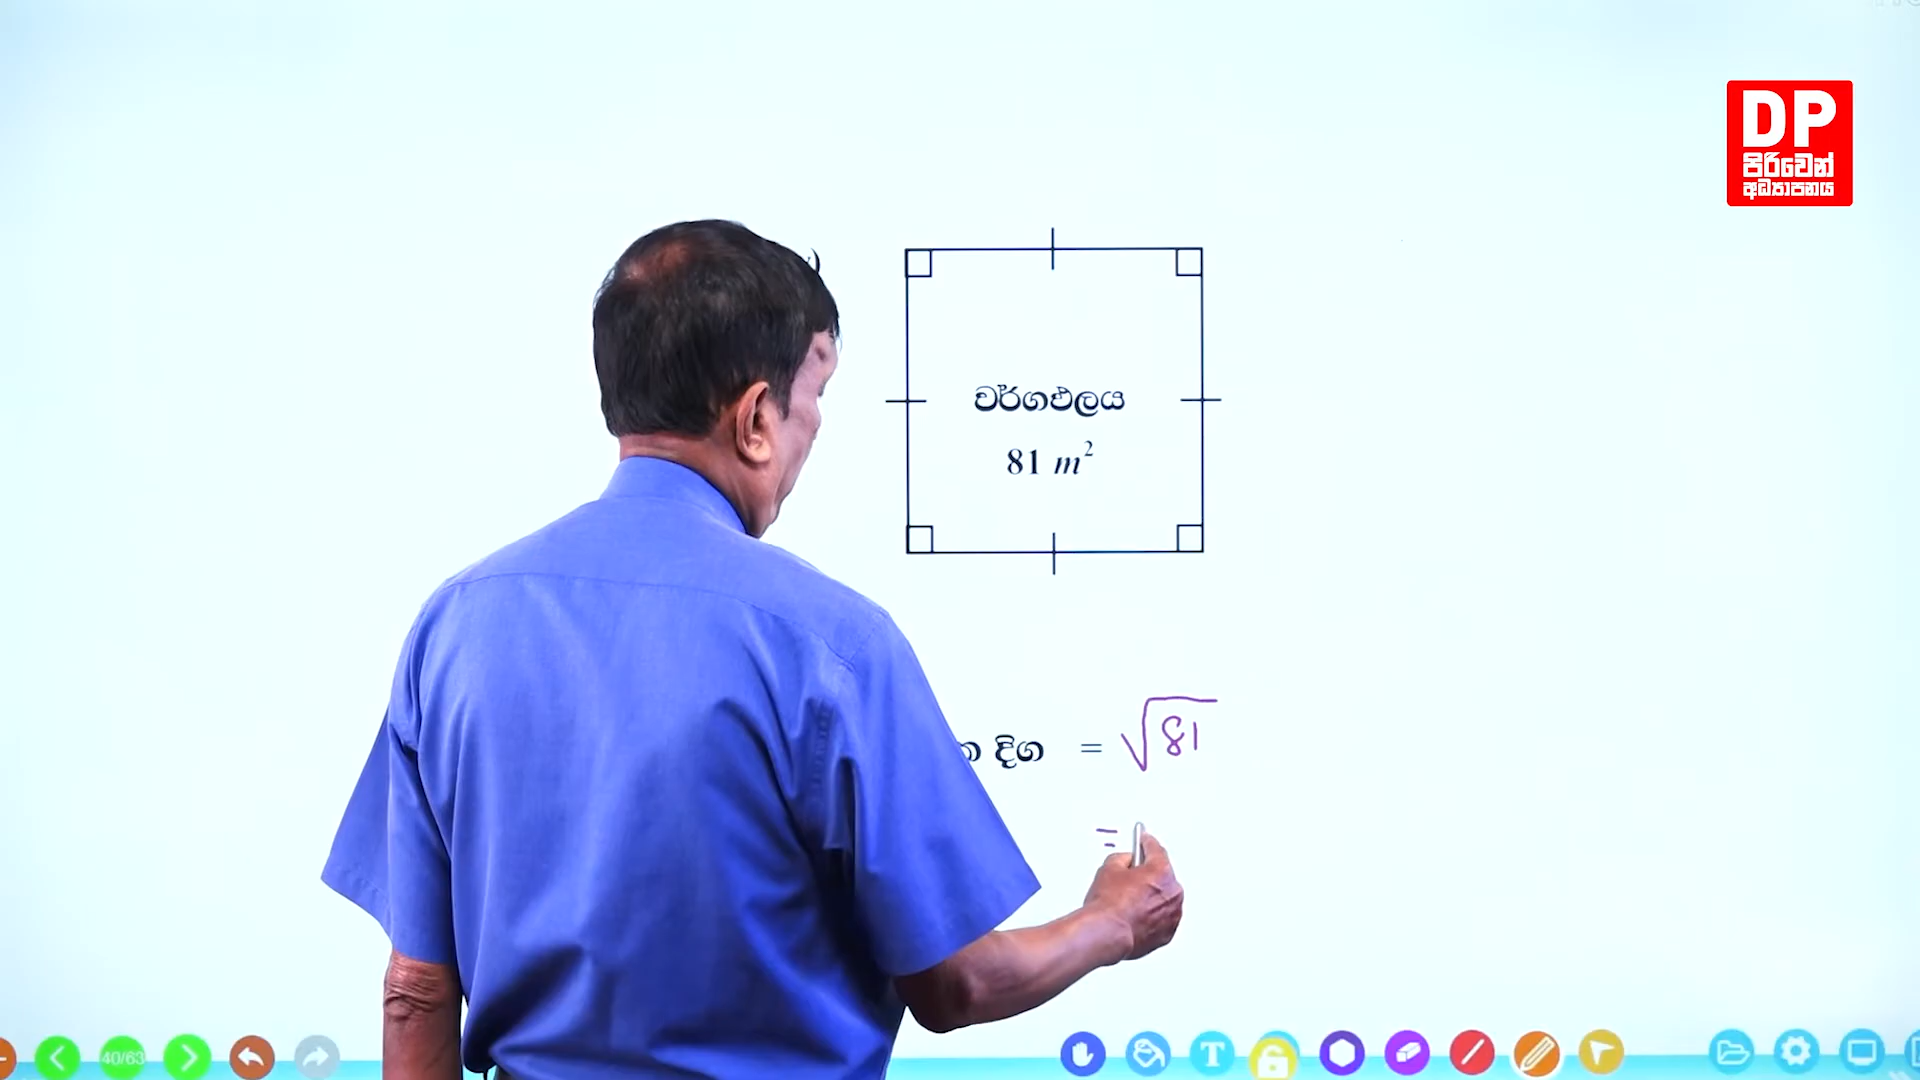 DP
පිරිවෙන්
අධ්‍යාපනය
වර්ගඵලය
81 m²
දිග = √81
=
40/63
T